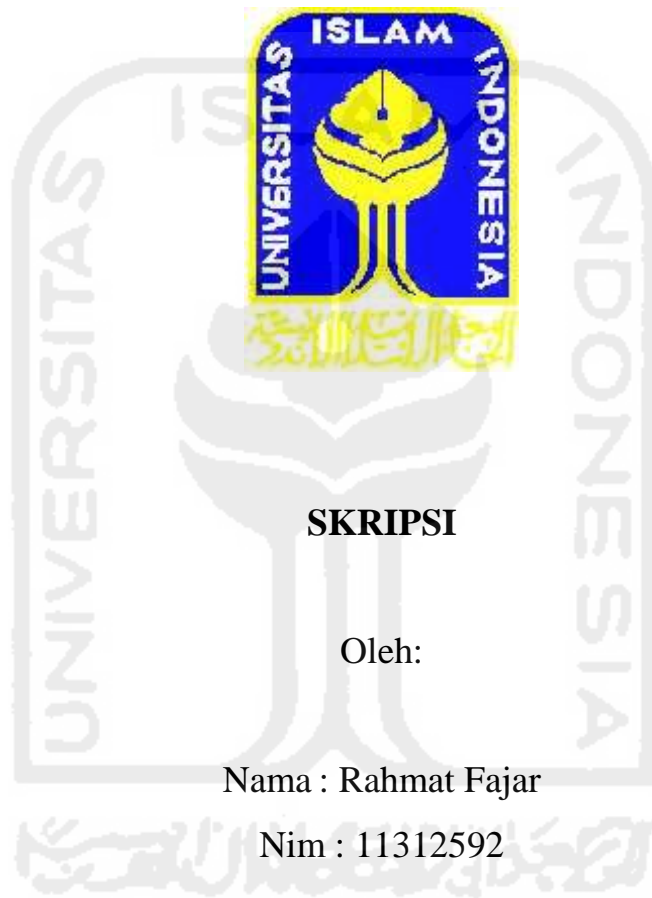 UNIVERSITAS ISLAM INDONESIA
SKRIPSI
Oleh:
Nama : Rahmat Fajar
Nim : 11312592